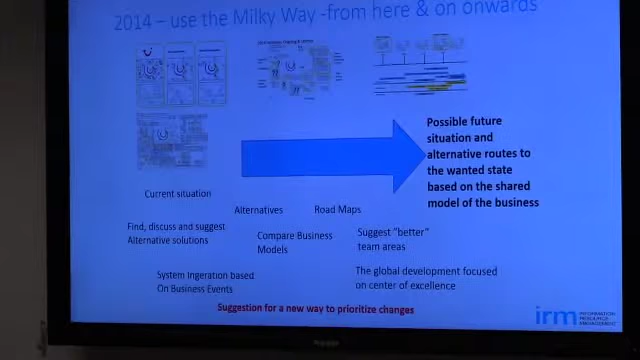 2014 – use the Milky Way -from here & on onwards
Possible future
situation and
alternative routes to
the wanted state
based on the shared
model of the business
Current situation
Alternatives
Road Maps
Find, discuss and suggest
Alternative solutions
Compare Business
Models
Suggest "better"
team areas
System Ingeration based
On Business Events
The global development focused
on center of excellence
Suggestion for a new way to prioritize changes
irm
INFORMATION
RESOURCE
MANAGEMENT